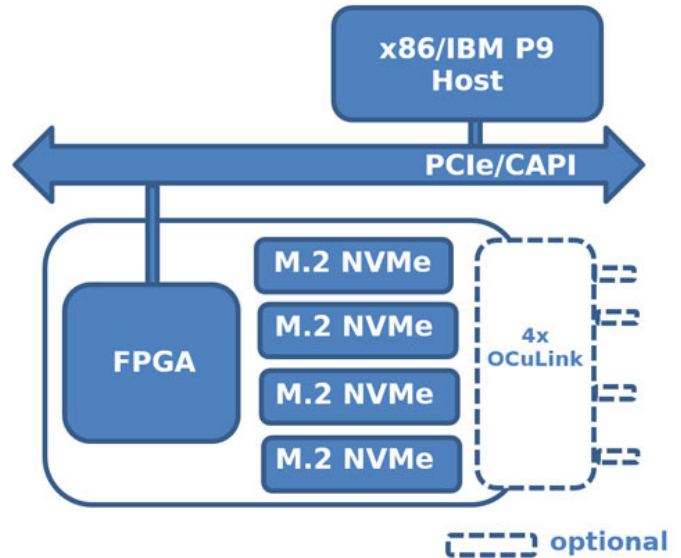 x86/IBM P9
Host
PCIe/CAPI
M.2 NVMe
M.2 NVMe
M.2 NVMe
M.2 NVMe
FPGA
4x
OCuLink
optional